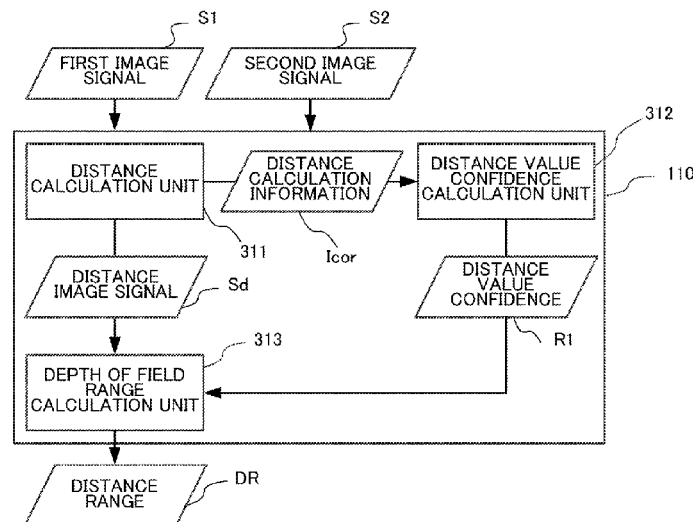 S1
S2
FIRST IMAGE
SIGNAL
SECOND IMAGE
SIGNAL
312
DISTANCE
CALCULATION UNIT
DISTANCE
CALCULATION
INFORMATION
DISTANCE VALUE
CONFIDENCE
CALCULATION UNIT
110
311
Icor
DISTANCE
IMAGE SIGNAL
Sd
DISTANCE
VALUE
CONFIDENCE
R1
313
DEPTH OF FIELD
RANGE
CALCULATION UNIT
DISTANCE
RANGE
DR